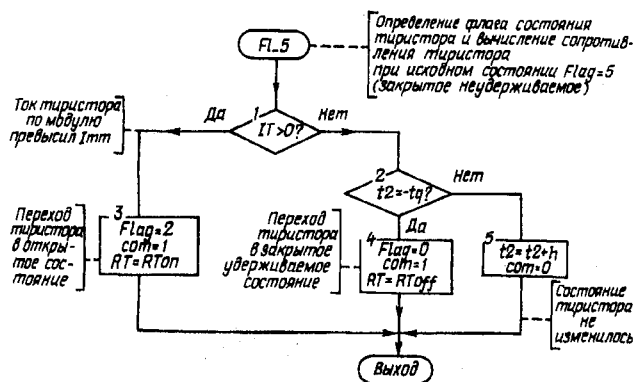 Fl_5
Определение флага состояния
тиристора и вычисление сопротив-
ления тиристора
при исходном состоянии Flag=5
(закрытое неудерживаемое)
Ток тиристора
по модулю
превысил Imm
Да
1
IT>0?
Нет
2
t2=-tq?
Нет
Да
Переход
тиристора
в откры-
тое сос-
тояние
3
Flag=2
com=1
RT=RTon
Переход
тиристора
в закрытое
удерживаемое
состояние
4
Flag=0
com=1
RT=RToff
5
t2=t2+h
com=0
Состояние
тиристора
не
изменилось
Выход